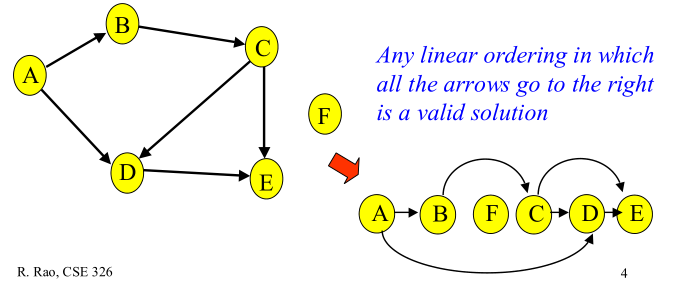 B
C
A
D
E
F
Any linear ordering in which
all the arrows go to the right
is a valid solution
A B F C D E
R. Rao, CSE 326
4